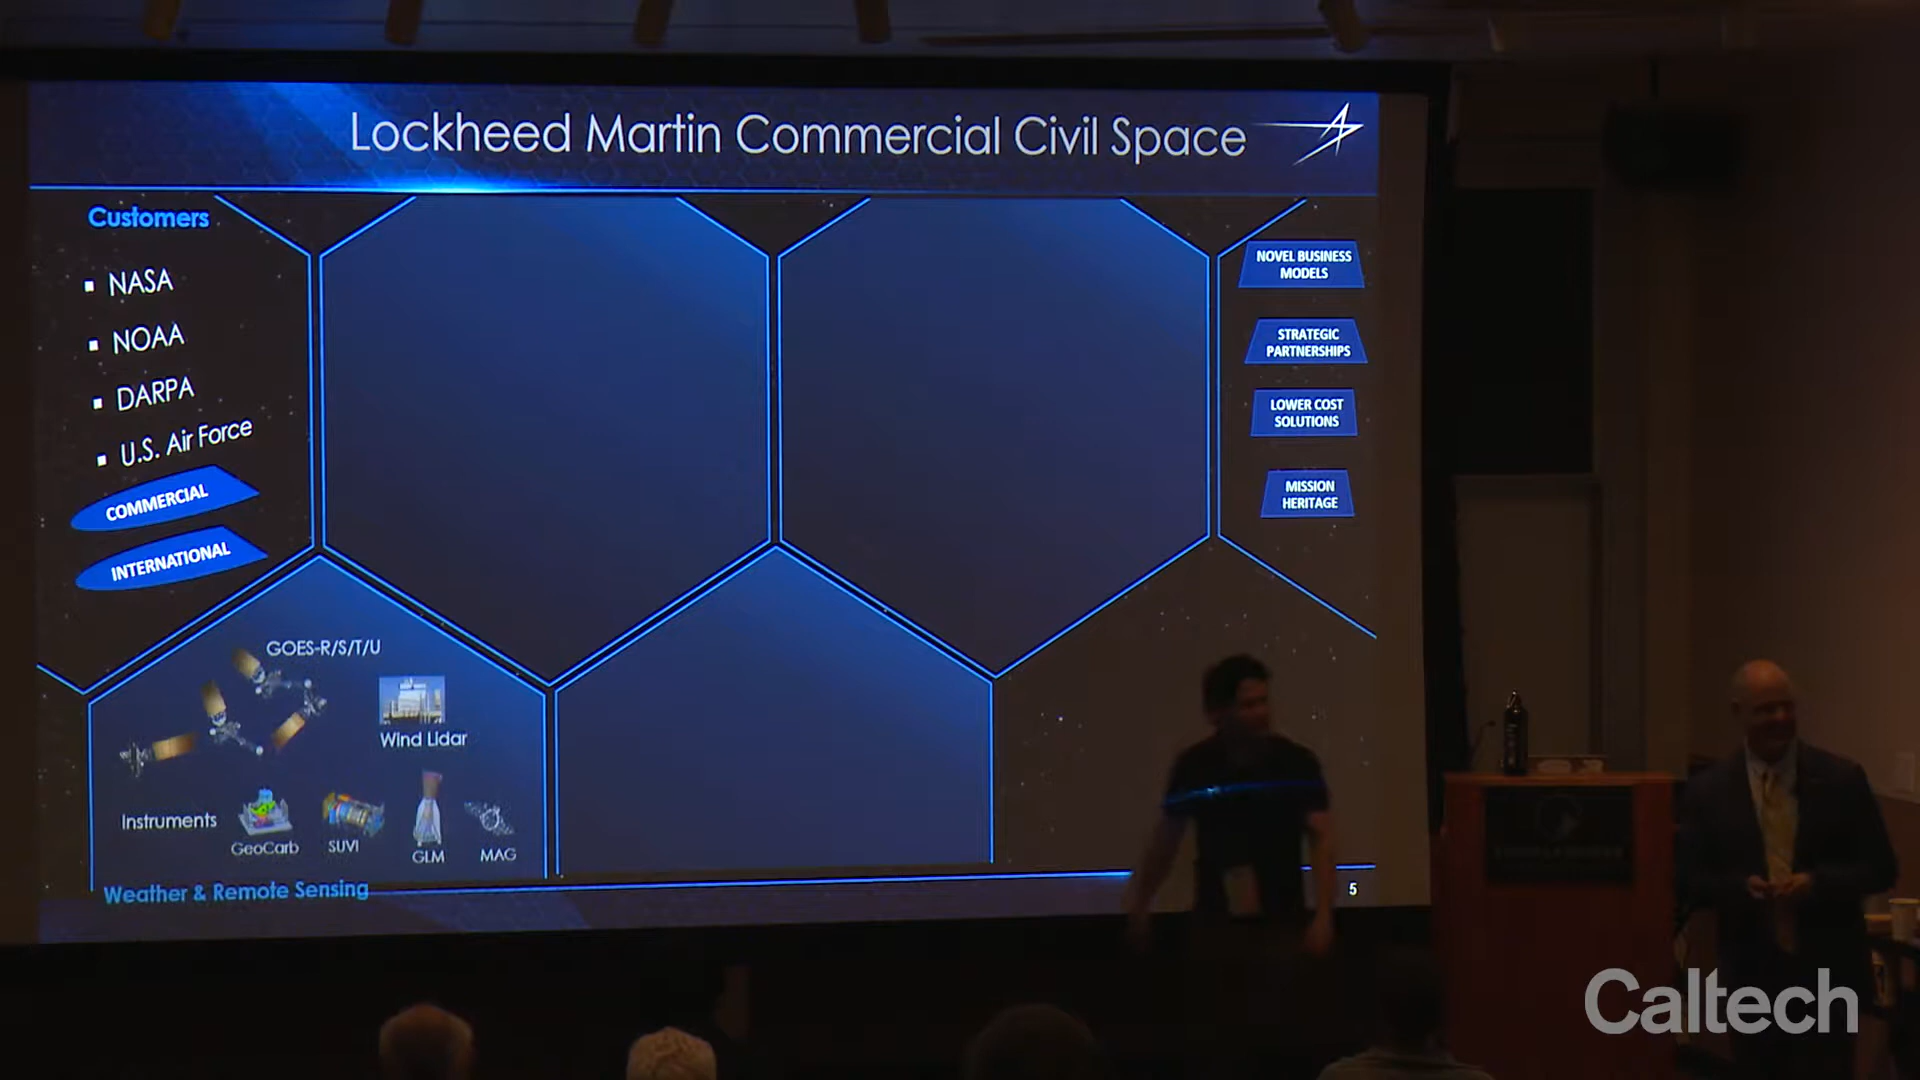 Lockheed Martin Commercial Civil Space
Customers
▪ NASA
▪ NOAA
▪ DARPA
▪ U.S. Air Force
COMMERCIAL
INTERNATIONAL
NOVEL BUSINESS
MODELS
STRATEGIC
PARTNERSHIPS
LOWER COST
SOLUTIONS
MISSION
HERITAGE
GOES-R/S/T/U
Wind Lidar
Instruments
GeoCarb
SUVI
GLM
MAG
Weather & Remote Sensing
5
Caltech